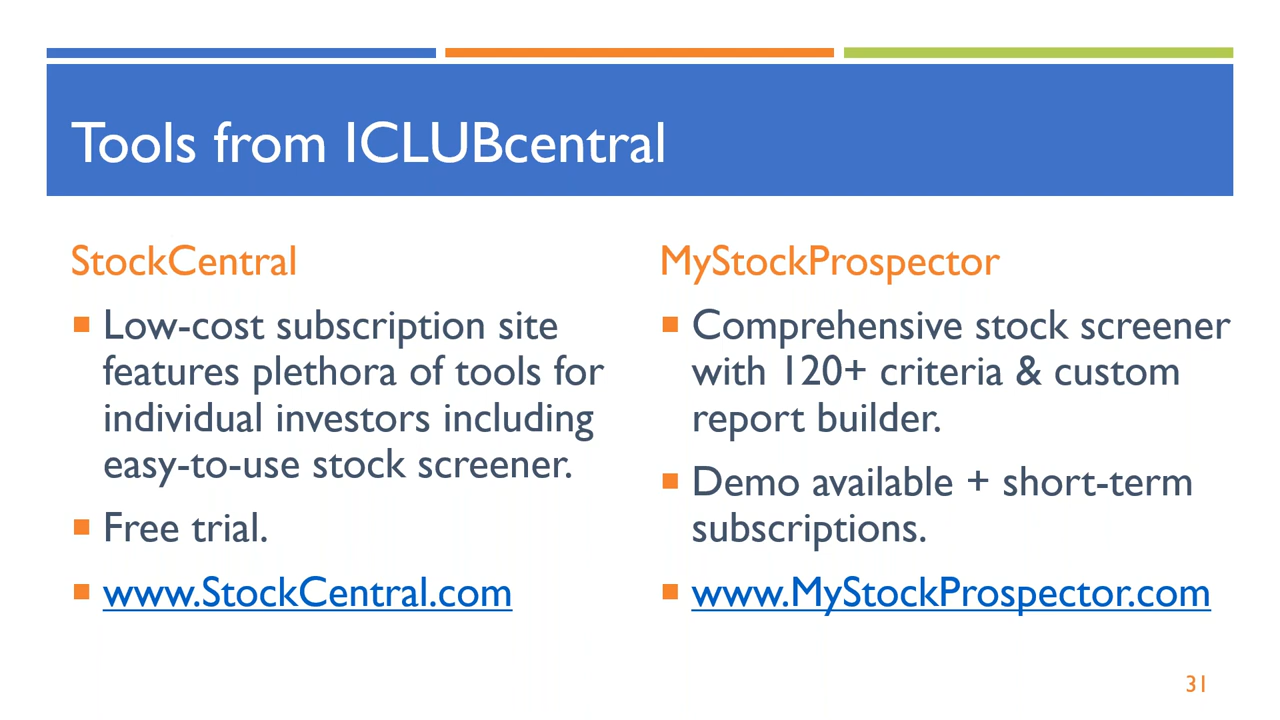 Tools from ICLUBcentral
StockCentral
Low-cost subscription site
features plethora of tools for
individual investors including
easy-to-use stock screener.
Free trial.
www.StockCentral.com
MyStockProspector
Comprehensive stock screener
with 120+ criteria & custom
report builder.
Demo available + short-term
subscriptions.
www.MyStockProspector.com
31